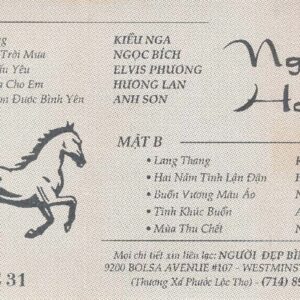 KIỀU NGA
Trời Mưa NGỌC BÍCH
Yêu ELVIS PHƯƠNG
Cho Em HƯƠNG LAN
Được Bình Yên ANH SƠN
Ng
H
MẶT B
• Lang Thang
• Hai Năm Tình Lận Đận
• Buồn Vương Màu Áo
• Tình Khúc Buồn
• Mùa Thu Chết
31
Mọi chi tiết xin liên lạc: NGƯỜI ĐẸP BÌ
9200 BOLSA AVENUE #107 - WESTMINS
(Thương Xá Phước Lộc Thọ) - (714) 89